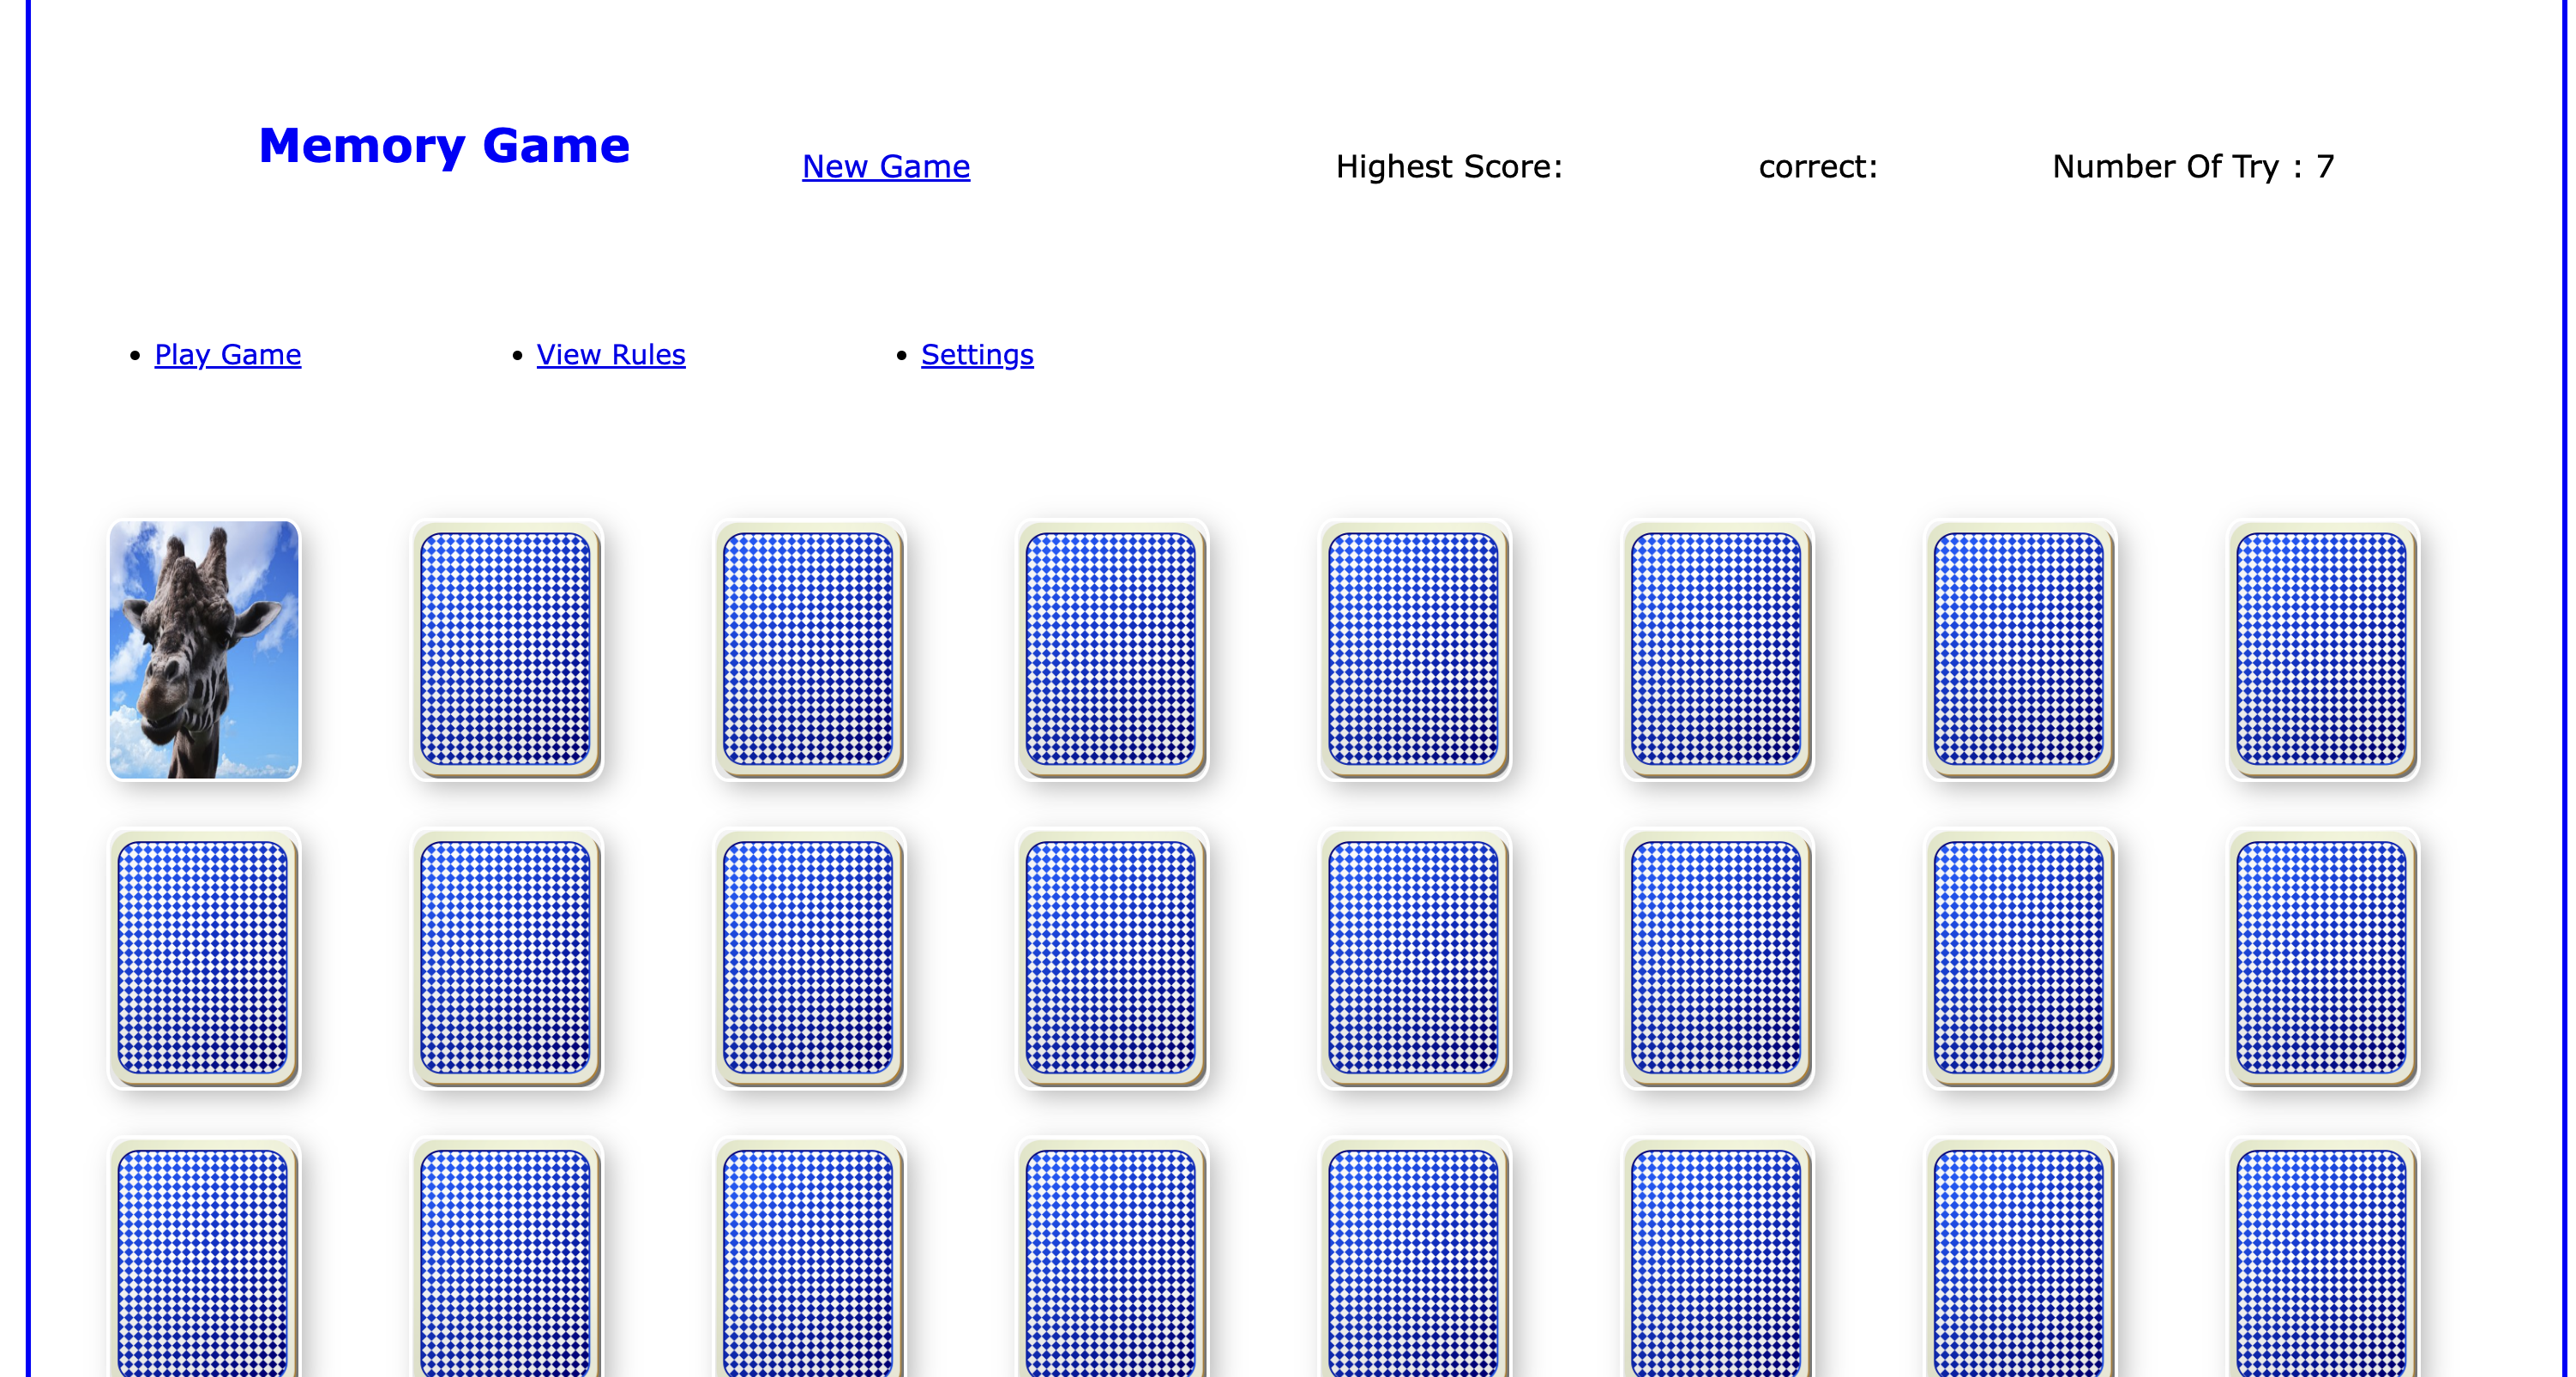 Memory Game
New Game
Highest Score:
correct:
Number Of Try : 7
Play Game
View Rules
Settings